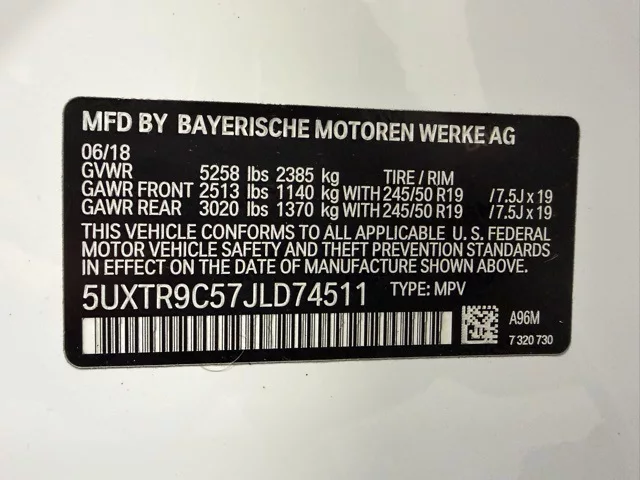 MFD BY BAYERISCHE MOTOREN WERKE AG
06/18
GVWR 5258 lbs 2385 kg TIRE / RIM
GAWR FRONT 2513 lbs 1140 kg WITH 245/50 R19 / 7.5J x 19
GAWR REAR 3020 lbs 1370 kg WITH 245/50 R19 / 7.5J x 19
THIS VEHICLE CONFORMS TO ALL APPLICABLE U. S. FEDERAL
MOTOR VEHICLE SAFETY AND THEFT PREVENTION STANDARDS
IN EFFECT ON THE DATE OF MANUFACTURE SHOWN ABOVE.
5UXTR9C57JLD74511 TYPE: MPV
A96M
7 320 730